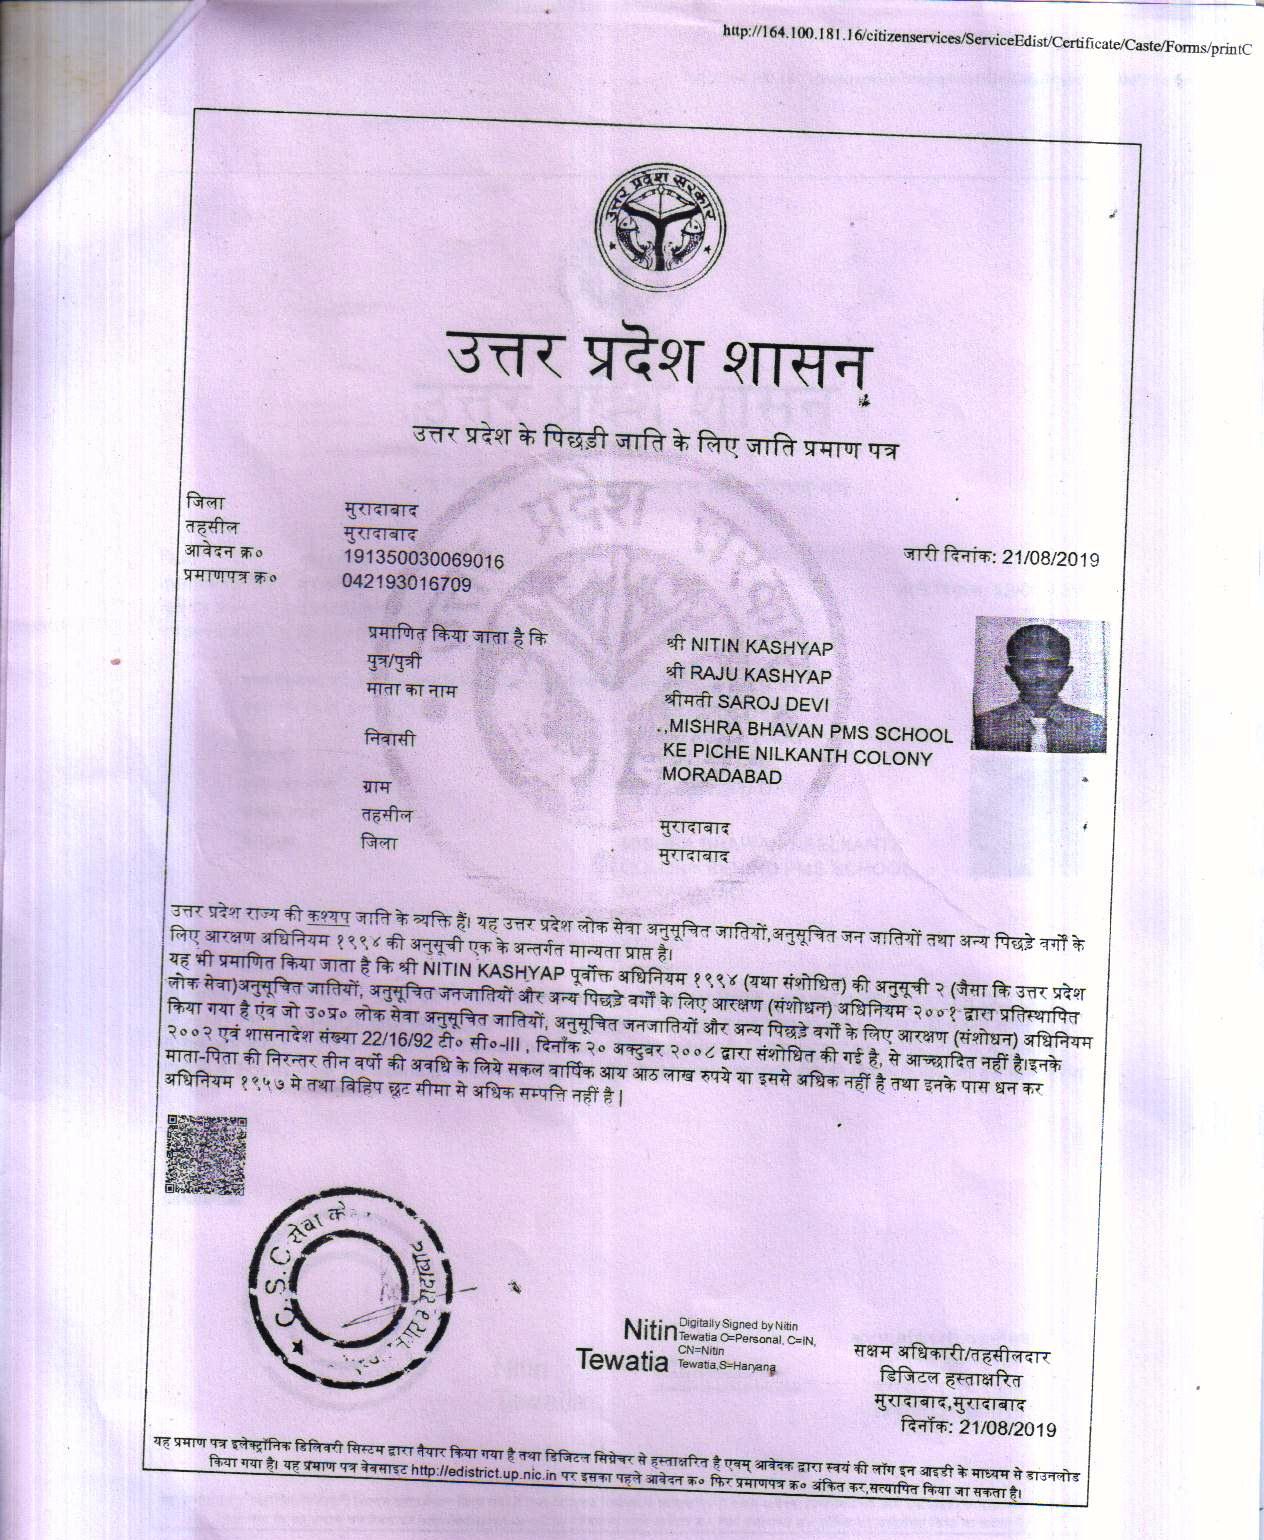 http://164.100.181.16/citizenservices/ServiceEdist/Certificate/Caste/Forms/printC
उत्तर प्रदेश सरकार
उत्तर प्रदेश शासन
उत्तर प्रदेश के पिछड़ी जाति के लिए जाति प्रमाण पत्र
जिला मुरादाबाद
तहसील मुरादाबाद
आवेदन क्र० 191350030069016 जारी दिनांक: 21/08/2019
प्रमाणपत्र क्र० 042193016709
प्रमाणित किया जाता है कि श्री NITIN KASHYAP
पुत्र/पुत्री श्री RAJU KASHYAP
माता का नाम श्रीमती SAROJ DEVI
निवासी .,MISHRA BHAVAN PMS SCHOOL
KE PICHE NILKANTH COLONY
MORADABAD
ग्राम
तहसील मुरादाबाद
जिला मुरादाबाद
उत्तर प्रदेश राज्य की कश्यप जाति के व्यक्ति हैं। यह उत्तर प्रदेश लोक सेवा अनुसूचित जातियों,अनुसूचित जन जातियों तथा अन्य पिछड़े वर्गों के
लिए आरक्षण अधिनियम १९९४ की अनुसूची एक के अन्तर्गत मान्यता प्राप्त है।
यह भी प्रमाणित किया जाता है कि श्री NITIN KASHYAP पूर्वोक्त अधिनियम १९९४ (यथा संशोधित) की अनुसूची २ (जैसा कि उत्तर प्रदेश
लोक सेवा)अनुसूचित जातियों, अनुसूचित जनजातियों और अन्य पिछड़े वर्गों के लिए आरक्षण (संशोधन) अधिनियम २००१ द्वारा प्रतिस्थापित
किया गया है एंव जो उ०प्र० लोक सेवा अनुसूचित जातियों, अनुसूचित जनजातियों और अन्य पिछड़े वर्गो के लिए आरक्षण (संशोधन) अधिनियम
२००२ एवं शासनादेश संख्या 22/16/92 टी० सी०-III , दिनाँक २० अक्टुबर २००८ द्वारा संशोधित की गई है, से आच्छादित नहीं है।इनके
माता-पिता की निरन्तर तीन वर्षो की अवधि के लिये सकल वार्षिक आय आठ लाख रुपये या इससे अधिक नहीं है तथा इनके पास धन कर
अधिनियम १९५७ मे तथा विहिप छूट सीमा से अधिक सम्पत्ति नहीं है |
C.S.C सेवा
Nitin Tewatia
Digitally Signed by Nitin
Tewatia O=Personal, C=IN,
CN=Nitin
Tewatia,S=Haryana
सक्षम अधिकारी/तहसीलदार
डिजिटल हस्ताक्षरित
मुरादाबाद,मुरादाबाद
दिनाँक: 21/08/2019
यह प्रमाण पत्र इलेक्ट्रॉनिक डिलिवरी सिस्टम द्वारा तैयार किया गया है तथा डिजिटल सिग्नेचर से हस्ताक्षरित है एवम् आवेदक द्वारा स्वयं की लॉग इन आइडी के माध्यम से डाउनलोड
किया गया है। यह प्रमाण पत्र वेबसाइट http://edistrict.up.nic.in पर इसका पहले आवेदन क्र० फिर प्रमाणपत्र क्र० अंकित कर,सत्यापित किया जा सकता है।